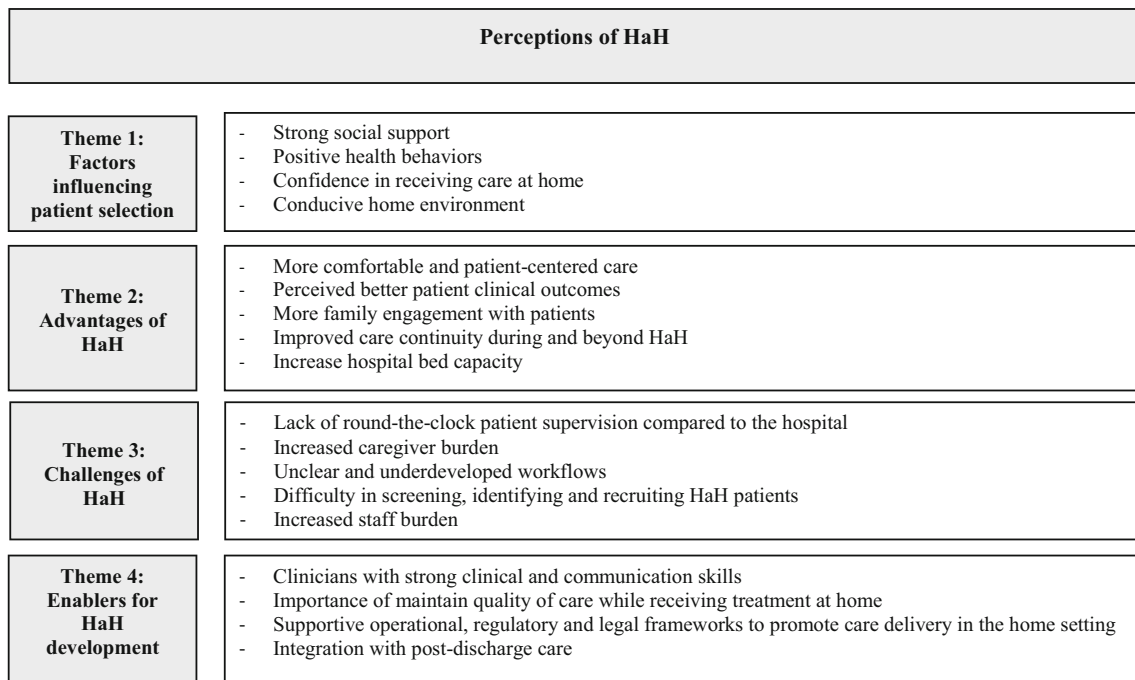 Perceptions of HaH
Theme 1:
Factors
influencing
patient selection
- Strong social support
- Positive health behaviors
- Confidence in receiving care at home
- Conducive home environment
Theme 2:
Advantages of
HaH
- More comfortable and patient-centered care
- Perceived better patient clinical outcomes
- More family engagement with patients
- Improved care continuity during and beyond HaH
- Increase hospital bed capacity
Theme 3:
Challenges of
HaH
- Lack of round-the-clock patient supervision compared to the hospital
- Increased caregiver burden
- Unclear and underdeveloped workflows
- Difficulty in screening, identifying and recruiting HaH patients
- Increased staff burden
Theme 4:
Enablers for
HaH
development
- Clinicians with strong clinical and communication skills
- Importance of maintain quality of care while receiving treatment at home
- Supportive operational, regulatory and legal frameworks to promote care delivery in the home setting
- Integration with post-discharge care